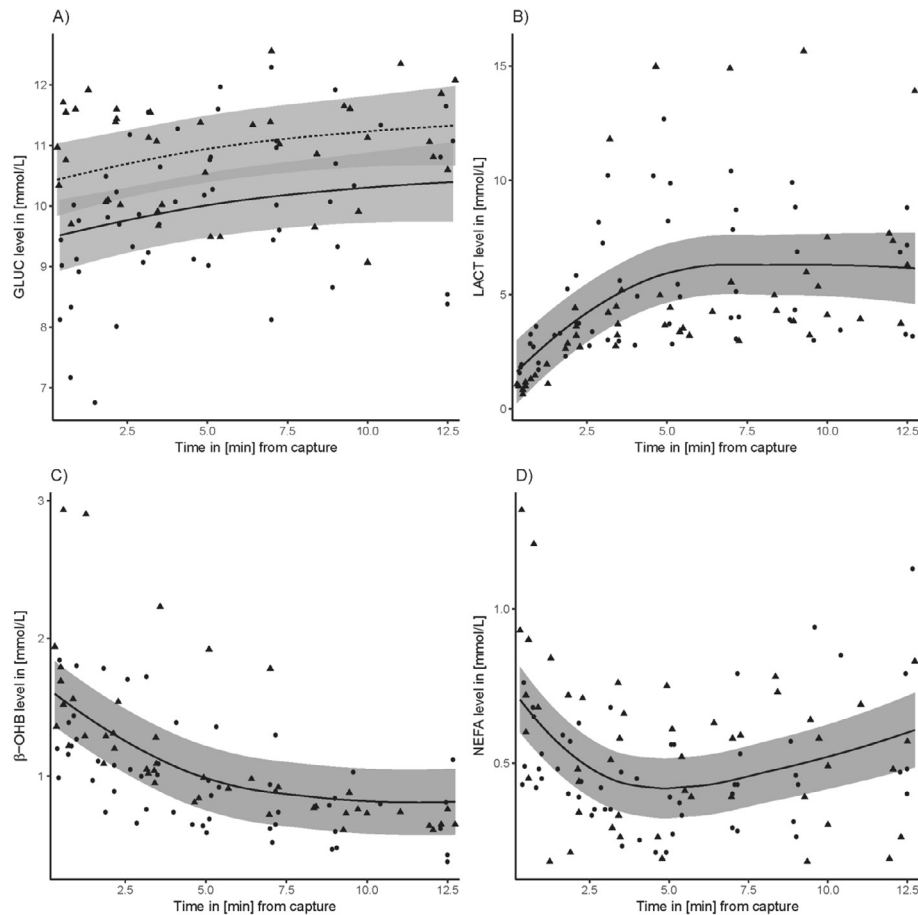 A)
12
11
10
9
8
7
GLUC level in [mmol/L]
2.5 5.0 7.5 10.0 12.5
Time in [min] from capture
B)
15
10
5
0
LACT level in [mmol/L]
2.5 5.0 7.5 10.0 12.5
Time in [min] from capture
C)
3
2
1
β−OHB level in [mmol/L]
2.5 5.0 7.5 10.0 12.5
Time in [min] from capture
D)
1.0
0.5
NEFA level in [mmol/L]
2.5 5.0 7.5 10.0 12.5
Time in [min] from capture